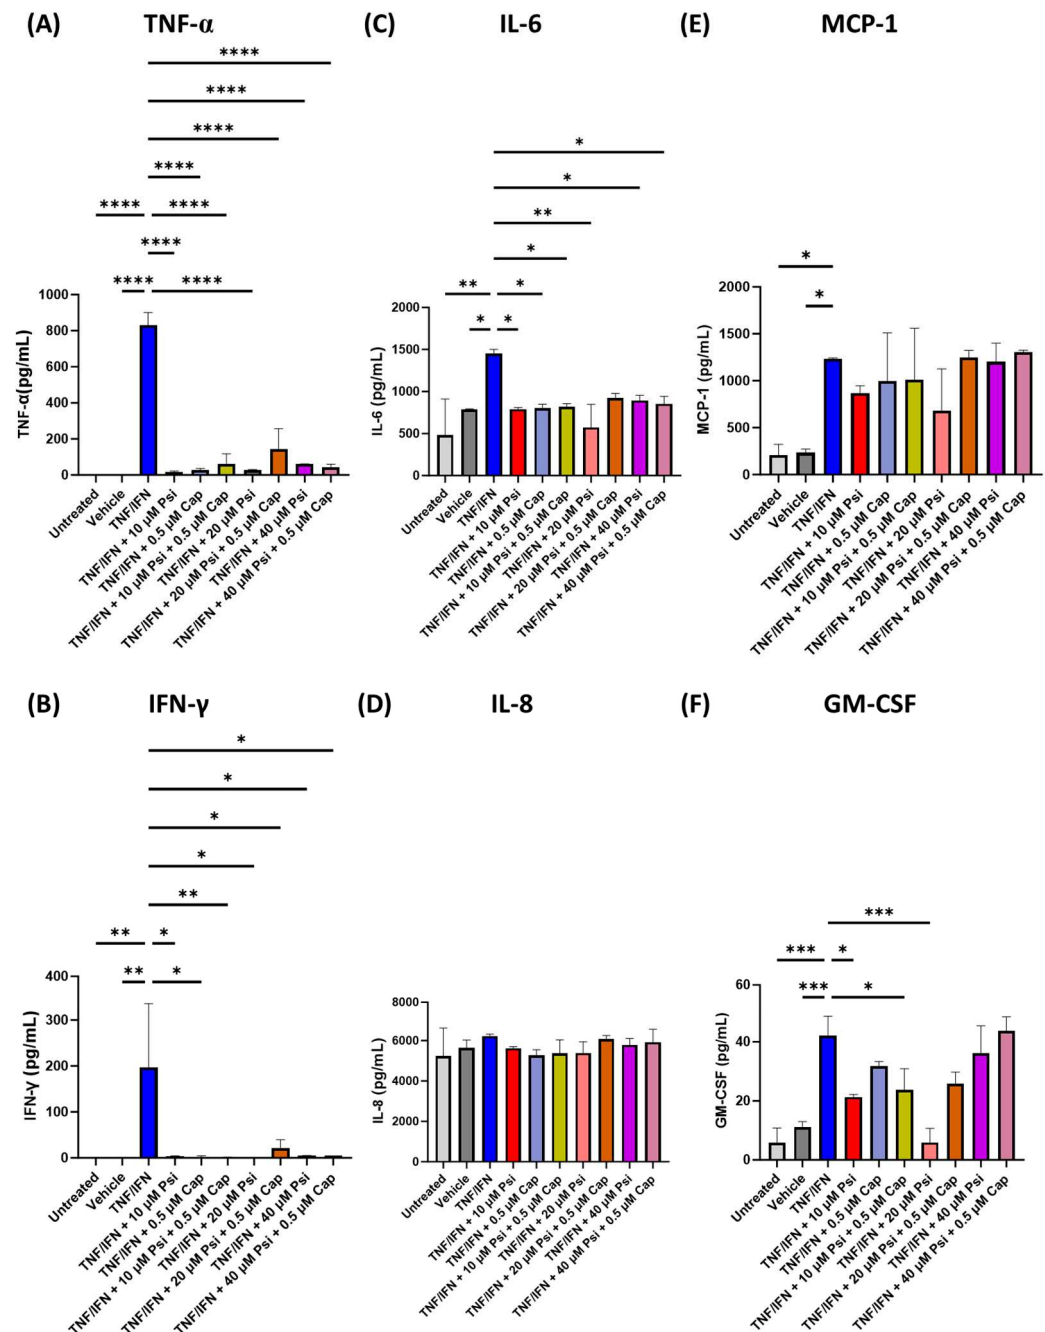 (A) TNF-α
****
****
****
****
**** ****
****
**** ****
TNF-α(pg/mL)
1000
800
600
400
200
0
Untreated
Vehicle
TNF/IFN
TNF/IFN + 10 µM Psi
TNF/IFN + 0.5 µM Cap
TNF/IFN + 10 µM Psi + 0.5 µM Cap
TNF/IFN + 20 µM Psi
TNF/IFN + 20 µM Psi + 0.5 µM Cap
TNF/IFN + 40 µM Psi
TNF/IFN + 40 µM Psi + 0.5 µM Cap
(C) IL-6
*
*
**
*
** *
* *
IL-6 (pg/mL)
2000
1500
1000
500
0
Untreated
Vehicle
TNF/IFN
TNF/IFN + 10 µM Psi
TNF/IFN + 0.5 µM Cap
TNF/IFN + 10 µM Psi + 0.5 µM Cap
TNF/IFN + 20 µM Psi
TNF/IFN + 20 µM Psi + 0.5 µM Cap
TNF/IFN + 40 µM Psi
TNF/IFN + 40 µM Psi + 0.5 µM Cap
(E) MCP-1
*
*
MCP-1 (pg/mL)
2000
1500
1000
500
0
Untreated
Vehicle
TNF/IFN
TNF/IFN + 10 µM Psi
TNF/IFN + 0.5 µM Cap
TNF/IFN + 10 µM Psi + 0.5 µM Cap
TNF/IFN + 20 µM Psi
TNF/IFN + 20 µM Psi + 0.5 µM Cap
TNF/IFN + 40 µM Psi
TNF/IFN + 40 µM Psi + 0.5 µM Cap
(B) IFN-γ
*
*
*
*
**
** *
** *
IFN-γ (pg/mL)
400
300
200
100
0
Untreated
Vehicle
TNF/IFN
TNF/IFN + 10 µM Psi
TNF/IFN + 0.5 µM Cap
TNF/IFN + 10 µM Psi + 0.5 µM Cap
TNF/IFN + 20 µM Psi
TNF/IFN + 20 µM Psi + 0.5 µM Cap
TNF/IFN + 40 µM Psi
TNF/IFN + 40 µM Psi + 0.5 µM Cap
(D) IL-8
IL-8 (pg/mL)
8000
6000
4000
2000
0
Untreated
Vehicle
TNF/IFN
TNF/IFN + 10 µM Psi
TNF/IFN + 0.5 µM Cap
TNF/IFN + 10 µM Psi + 0.5 µM Cap
TNF/IFN + 20 µM Psi
TNF/IFN + 20 µM Psi + 0.5 µM Cap
TNF/IFN + 40 µM Psi
TNF/IFN + 40 µM Psi + 0.5 µM Cap
(F) GM-CSF
***
*** *
*** *
GM-CSF (pg/mL)
60
40
20
0
Untreated
Vehicle
TNF/IFN
TNF/IFN + 10 µM Psi
TNF/IFN + 0.5 µM Cap
TNF/IFN + 10 µM Psi + 0.5 µM Cap
TNF/IFN + 20 µM Psi
TNF/IFN + 20 µM Psi + 0.5 µM Cap
TNF/IFN + 40 µM Psi
TNF/IFN + 40 µM Psi + 0.5 µM Cap